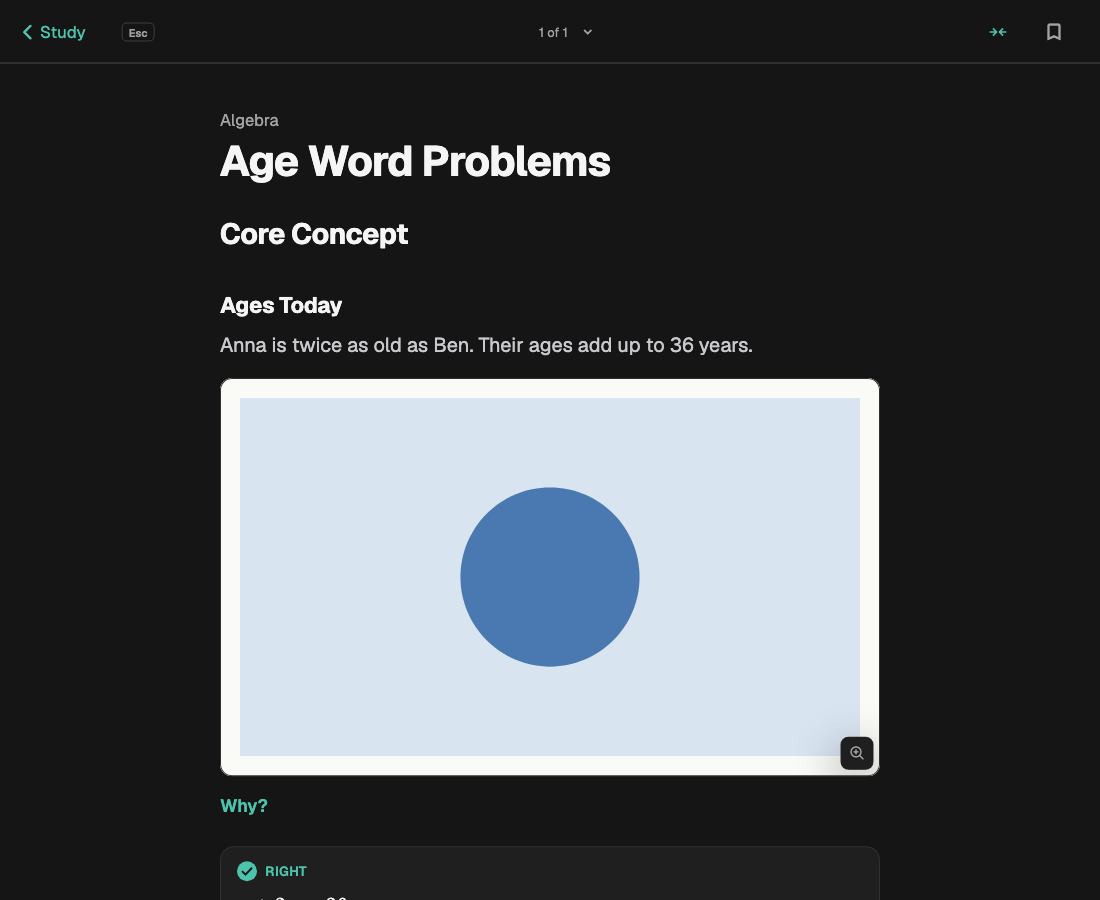 Study
Esc
1 of 1
Algebra
Age Word Problems
Core Concept
Ages Today
Anna is twice as old as Ben. Their ages add up to 36 years.
Why?
RIGHT